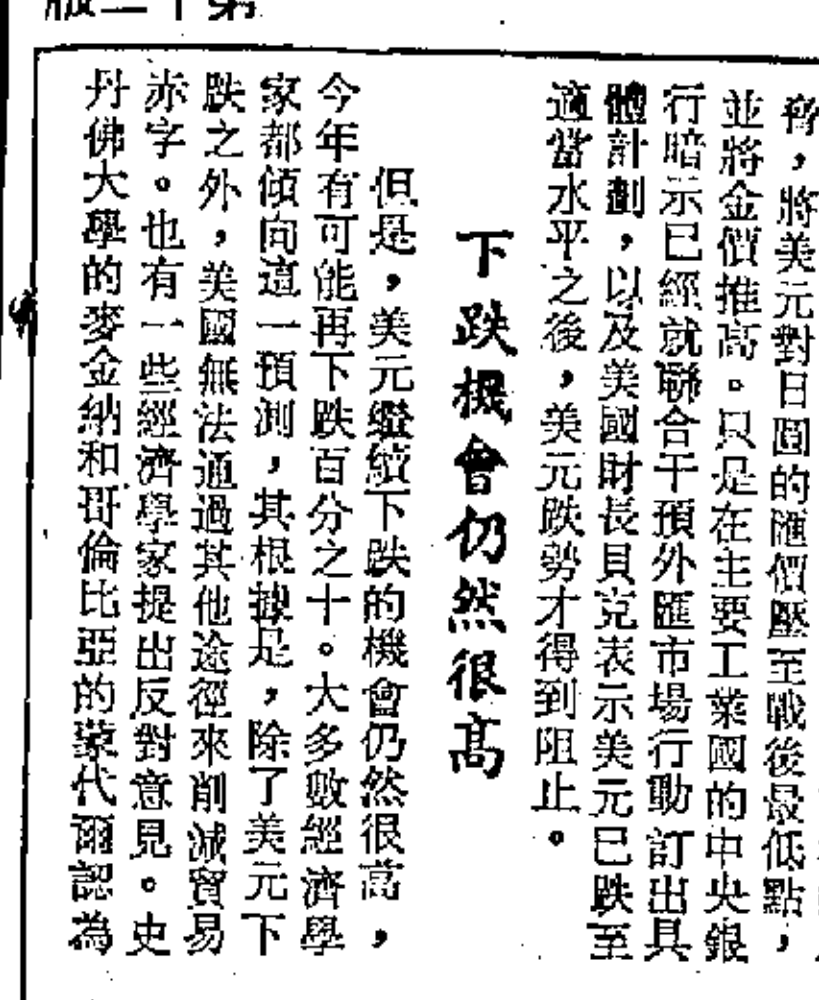 第十二版
將美元對日圓的匯價壓至戰後最低點，
並將金價推高。只是在主要工業國的中央銀
行暗示已經就聯合干預外匯市場行動訂出具
體計劃，以及美國財長貝克表示美元已跌至
適當水平之後，美元跌勢才得到阻止。
下跌機會仍然很高
但是，美元繼續下跌的機會仍然很高，
今年有可能再下跌百分之十。大多數經濟學
家都傾向這一預測，其根據是，除了美元下
跌之外，美國無法通過其他途徑來削減貿易
赤字。也有一些經濟學家提出反對意見。史
丹佛大學的麥金納和哥倫比亞的蒙代爾認為